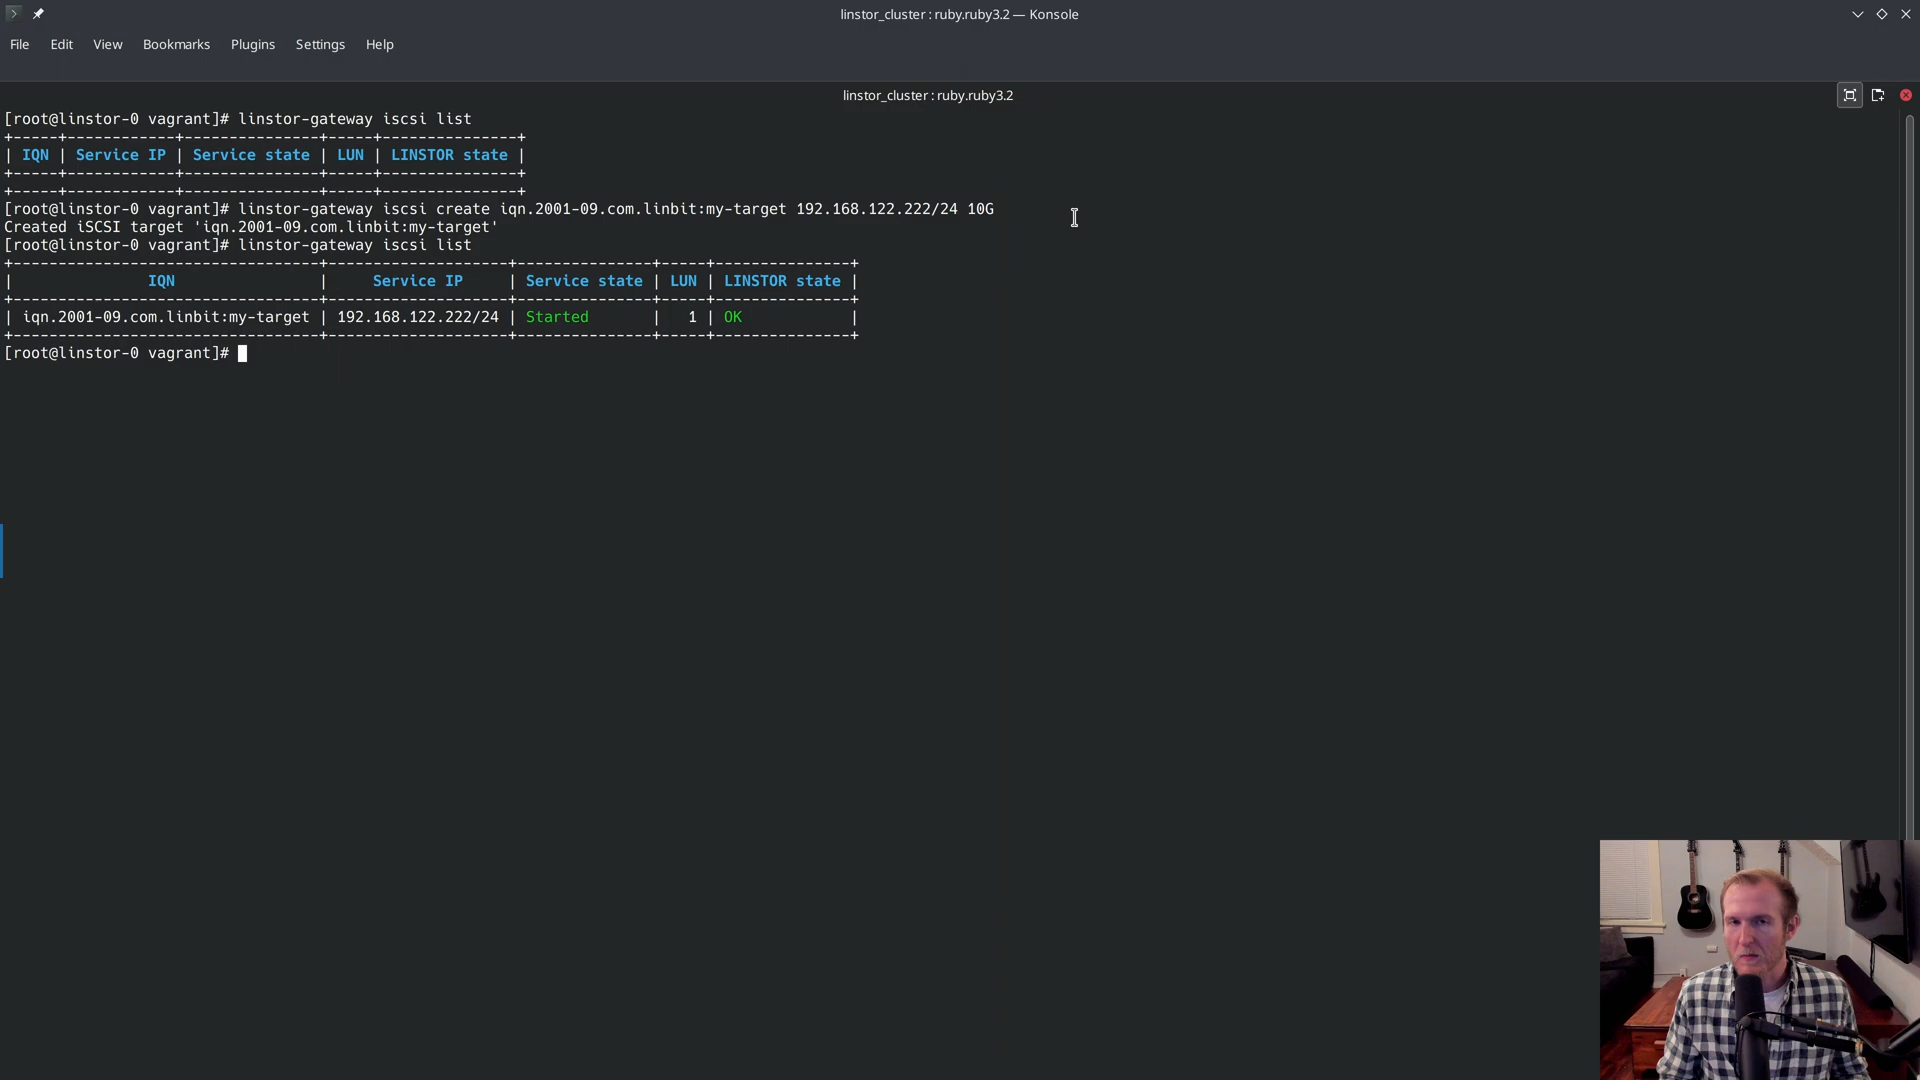 linstor_cluster : ruby.ruby3.2 — Konsole
File Edit View Bookmarks Plugins Settings Help
linstor_cluster : ruby.ruby3.2
[root@linstor-0 vagrant]# linstor-gateway iscsi list
+-----+------------+---------------+-----+---------------+
| IQN | Service IP | Service state | LUN | LINSTOR state |
+-----+------------+---------------+-----+---------------+
+-----+------------+---------------+-----+---------------+
[root@linstor-0 vagrant]# linstor-gateway iscsi create iqn.2001-09.com.linbit:my-target 192.168.122.222/24 10G
Created iSCSI target 'iqn.2001-09.com.linbit:my-target'
[root@linstor-0 vagrant]# linstor-gateway iscsi list
+----------------------------------+--------------------+---------------+-----+---------------+
|               IQN                |     Service IP     | Service state | LUN | LINSTOR state |
+----------------------------------+--------------------+---------------+-----+---------------+
| iqn.2001-09.com.linbit:my-target | 192.168.122.222/24 | Started       |   1 | OK            |
+----------------------------------+--------------------+---------------+-----+---------------+
[root@linstor-0 vagrant]#